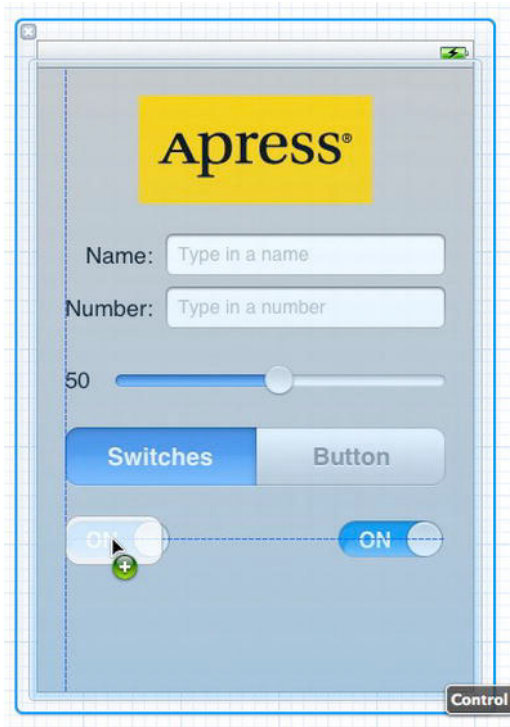 Apress®
Name: Type in a name
Number: Type in a number
50
Switches Button
ON ON
Control